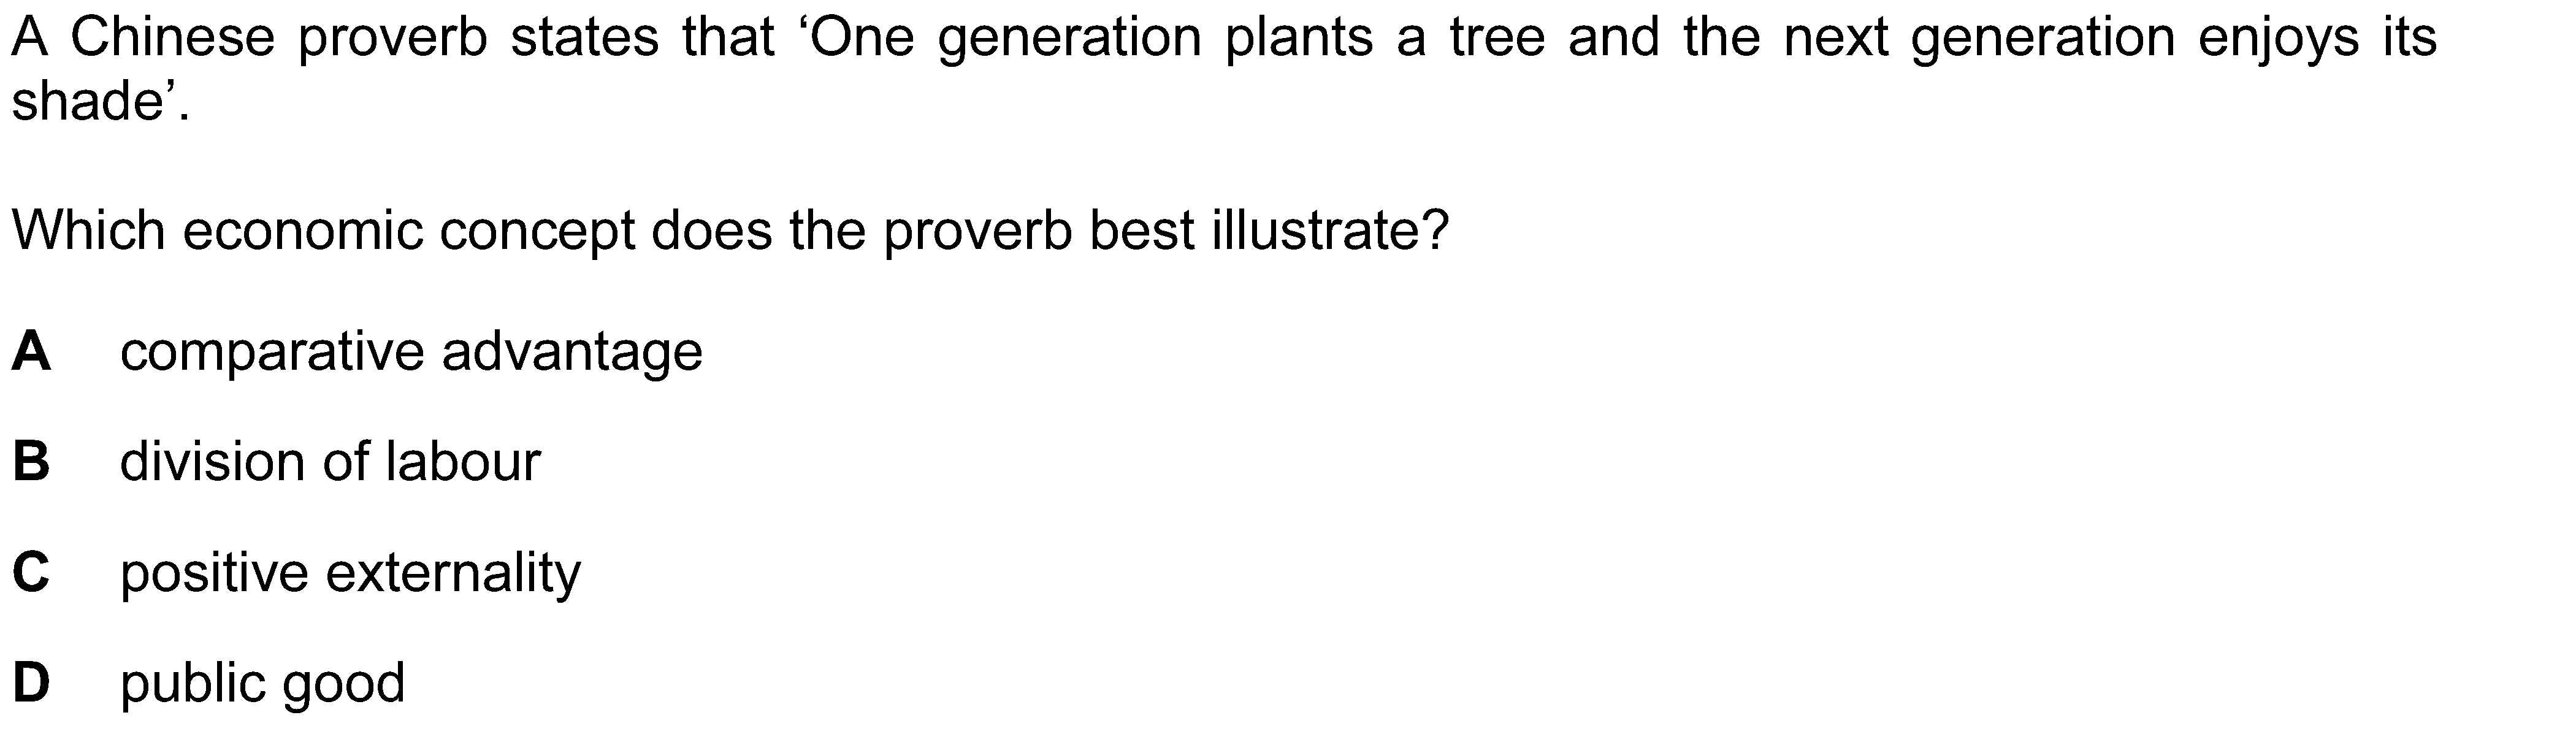 A Chinese proverb states that ‘One generation plants a tree and the next generation enjoys its
shade’.
Which economic concept does the proverb best illustrate?
A comparative advantage
B division of labour
C positive externality
D public good